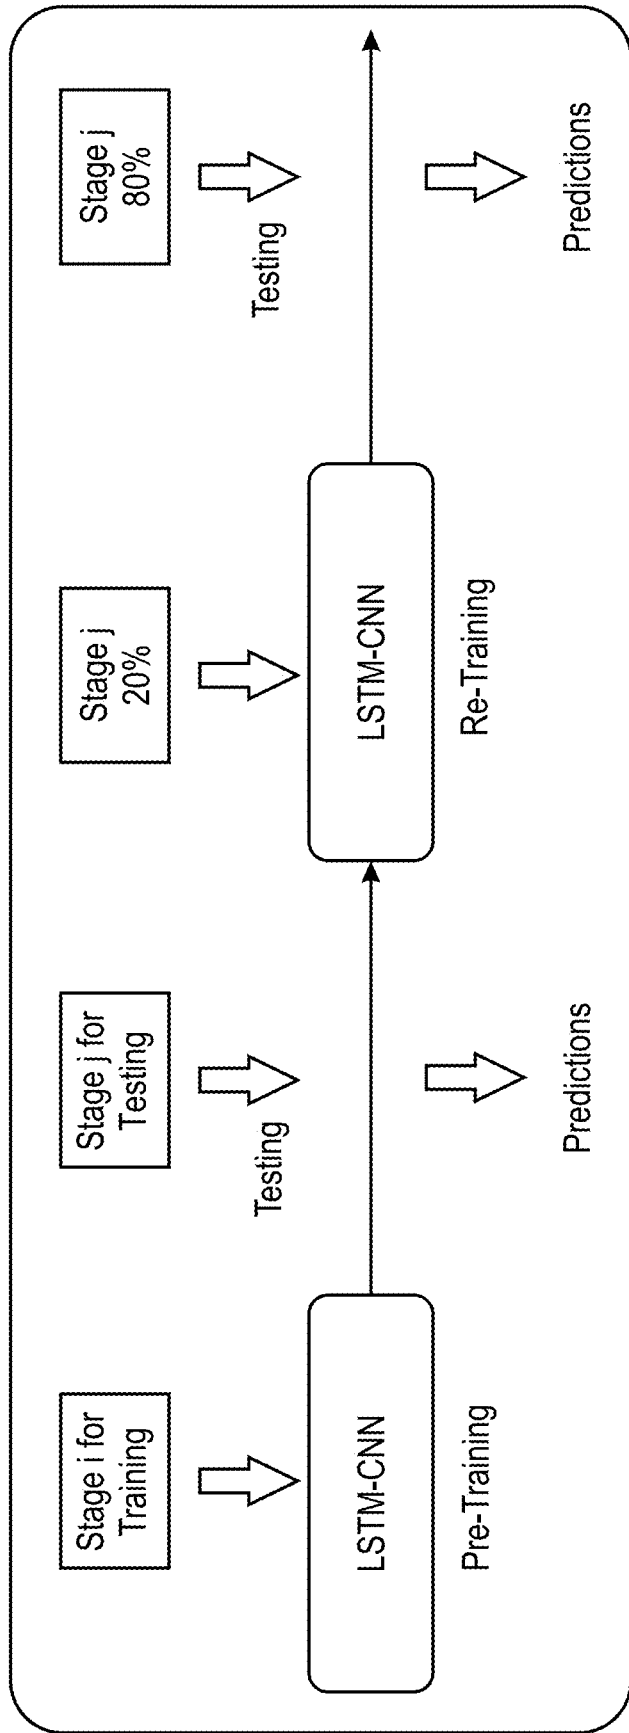 Stage i for
Training
LSTM-CNN
Pre-Training
Stage j for
Testing
Testing
Predictions
Stage j
20%
LSTM-CNN
Re-Training
Stage j
80%
Testing
Predictions